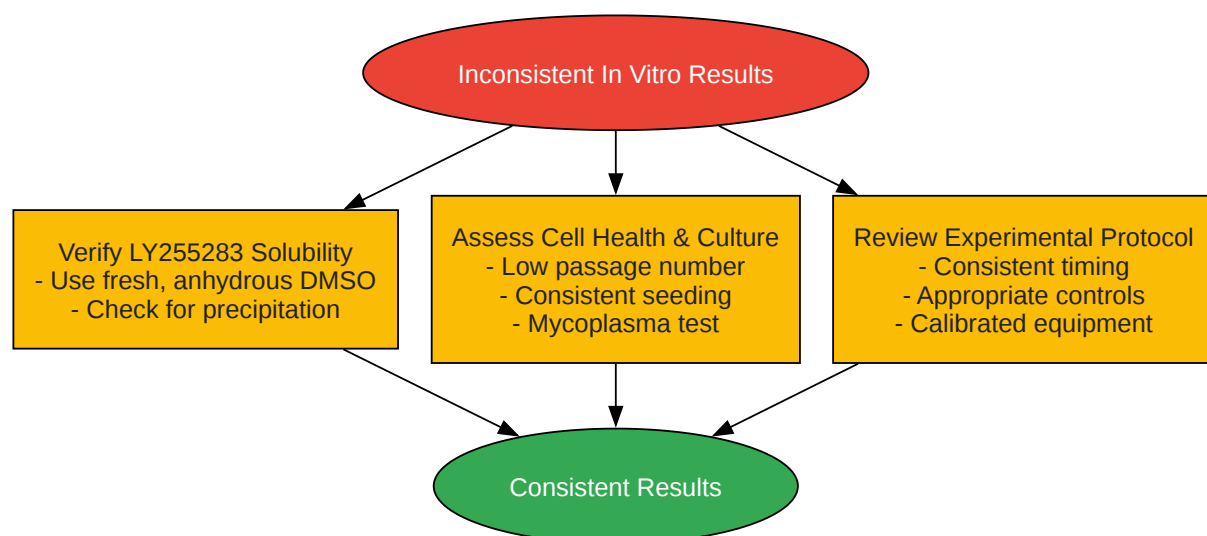 Inconsistent In Vitro Results
Verify LY255283 Solubility
- Use fresh, anhydrous DMSO
- Check for precipitation
Assess Cell Health & Culture
- Low passage number
- Consistent seeding
- Mycoplasma test
Review Experimental Protocol
- Consistent timing
- Appropriate controls
- Calibrated equipment
Consistent Results